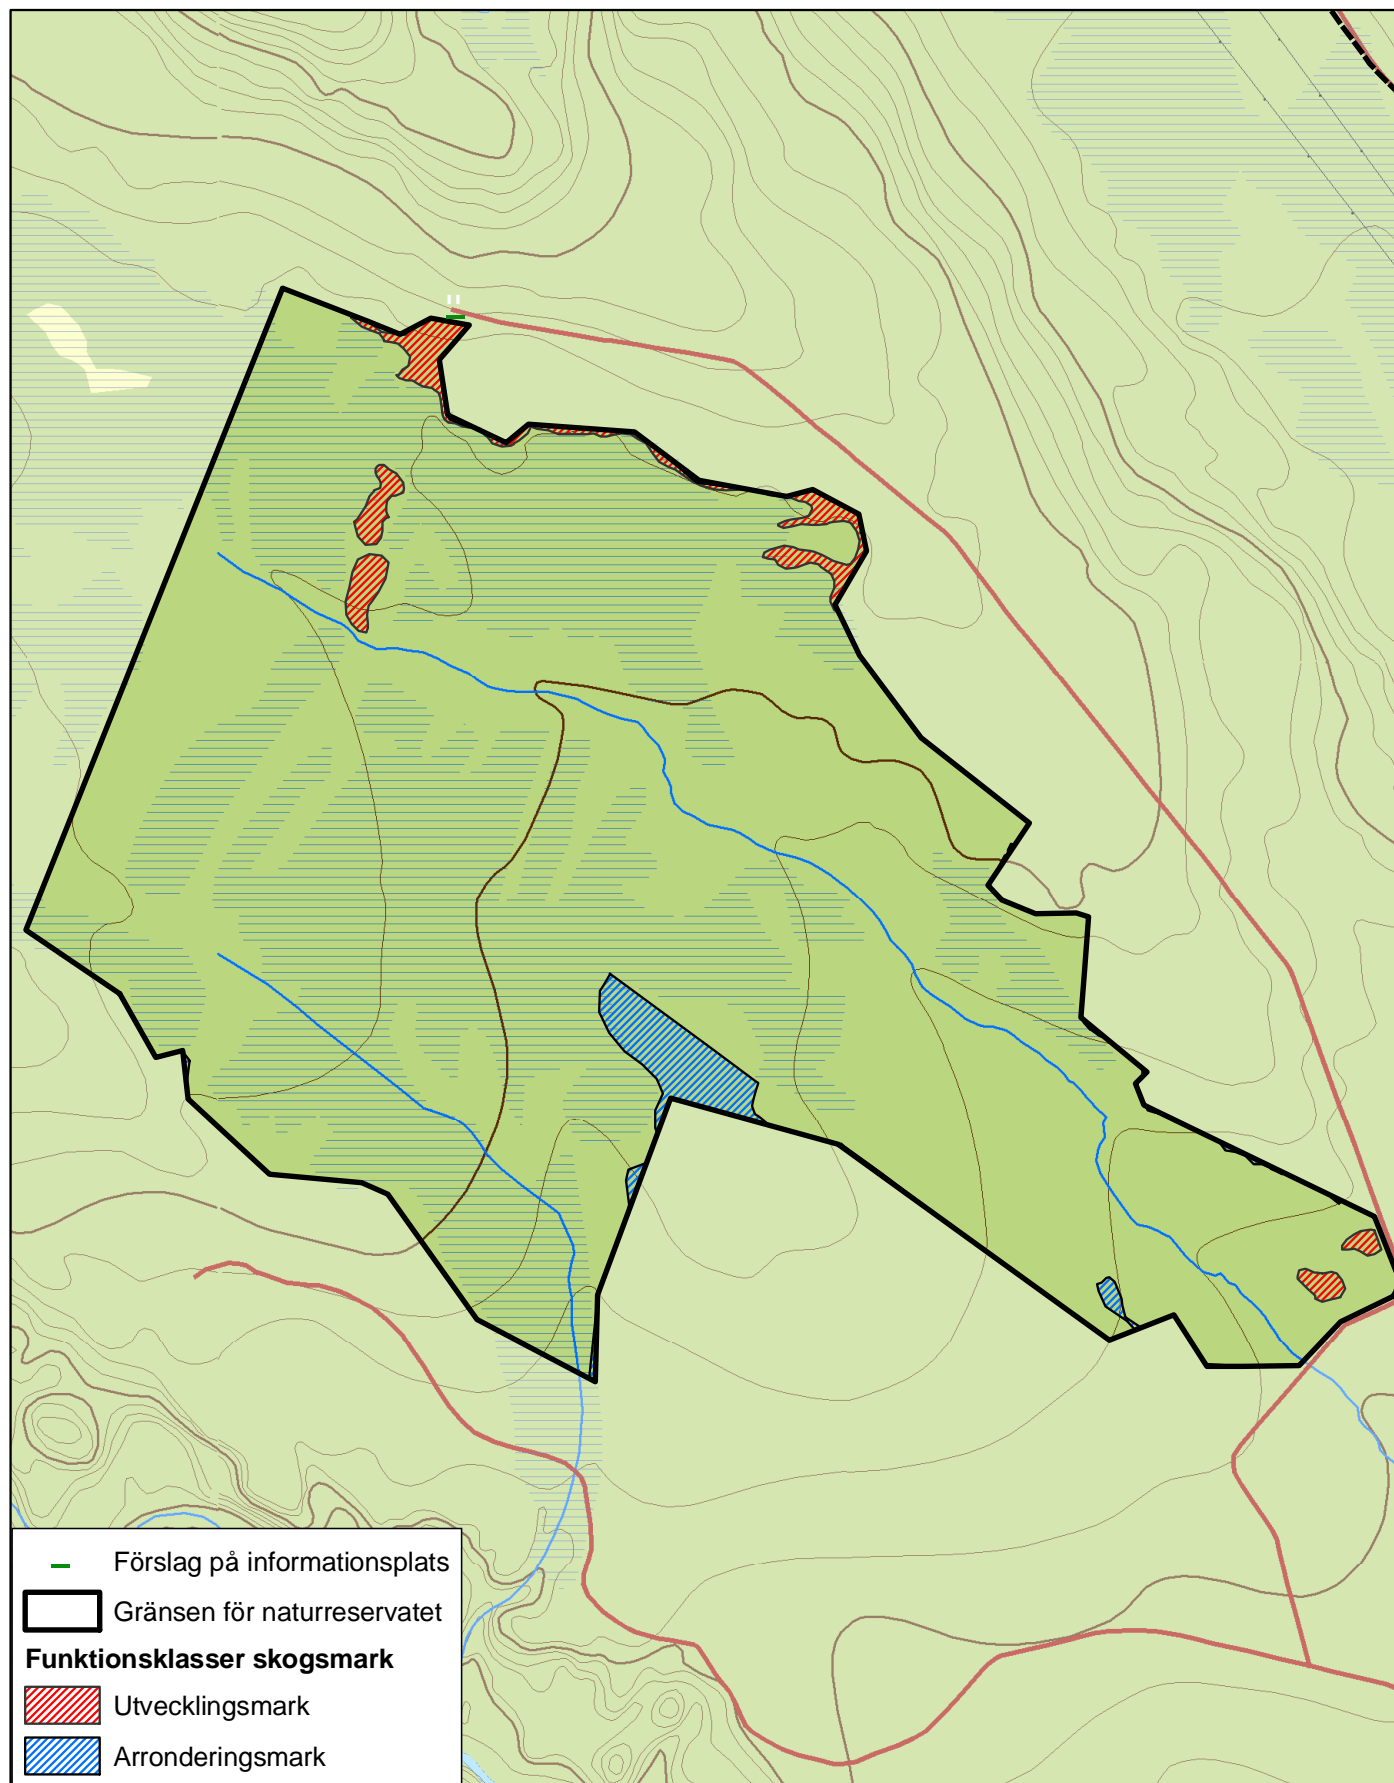 Förslag på informationsplats
Gränsen för naturreservatet
Funktionsklasser skogsmark
Utvecklingsmark
Arronderingsmark